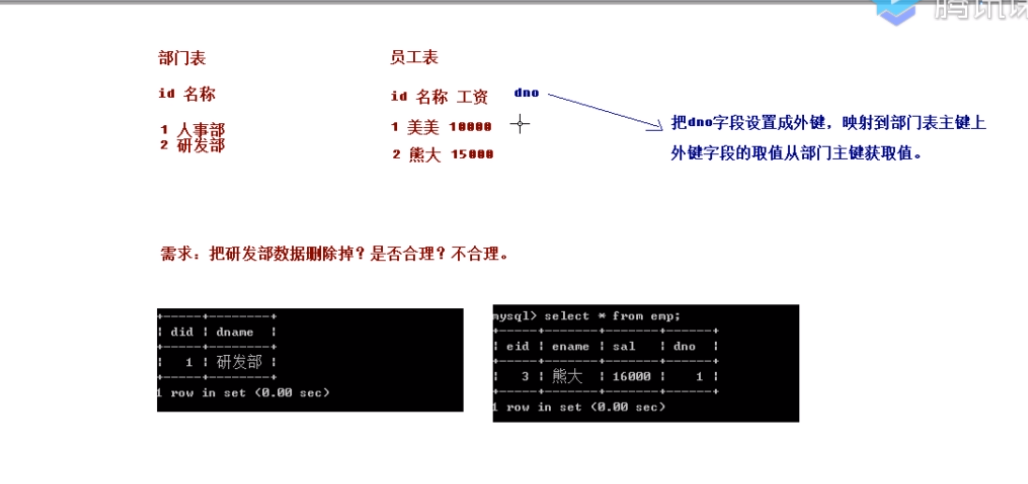 腾讯课
部门表
id 名称
1 人事部
2 研发部
员工表
id 名称 工资 dno
1 美美 10000
2 熊大 15000
把dno字段设置成外键，映射到部门表主键上
外键字段的取值从部门主键获取值。
需求：把研发部数据删除掉？是否合理？不合理。
+-----+--------+
| did | dname |
+-----+--------+
| 1 | 研发部 |
+-----+--------+
1 row in set (0.00 sec)
mysql> select * from emp;
+-----+-------+-------+------+
| eid | ename | sal | dno |
+-----+-------+-------+------+
| 3 | 熊大 | 16000 | 1 |
+-----+-------+-------+------+
1 row in set (0.00 sec)